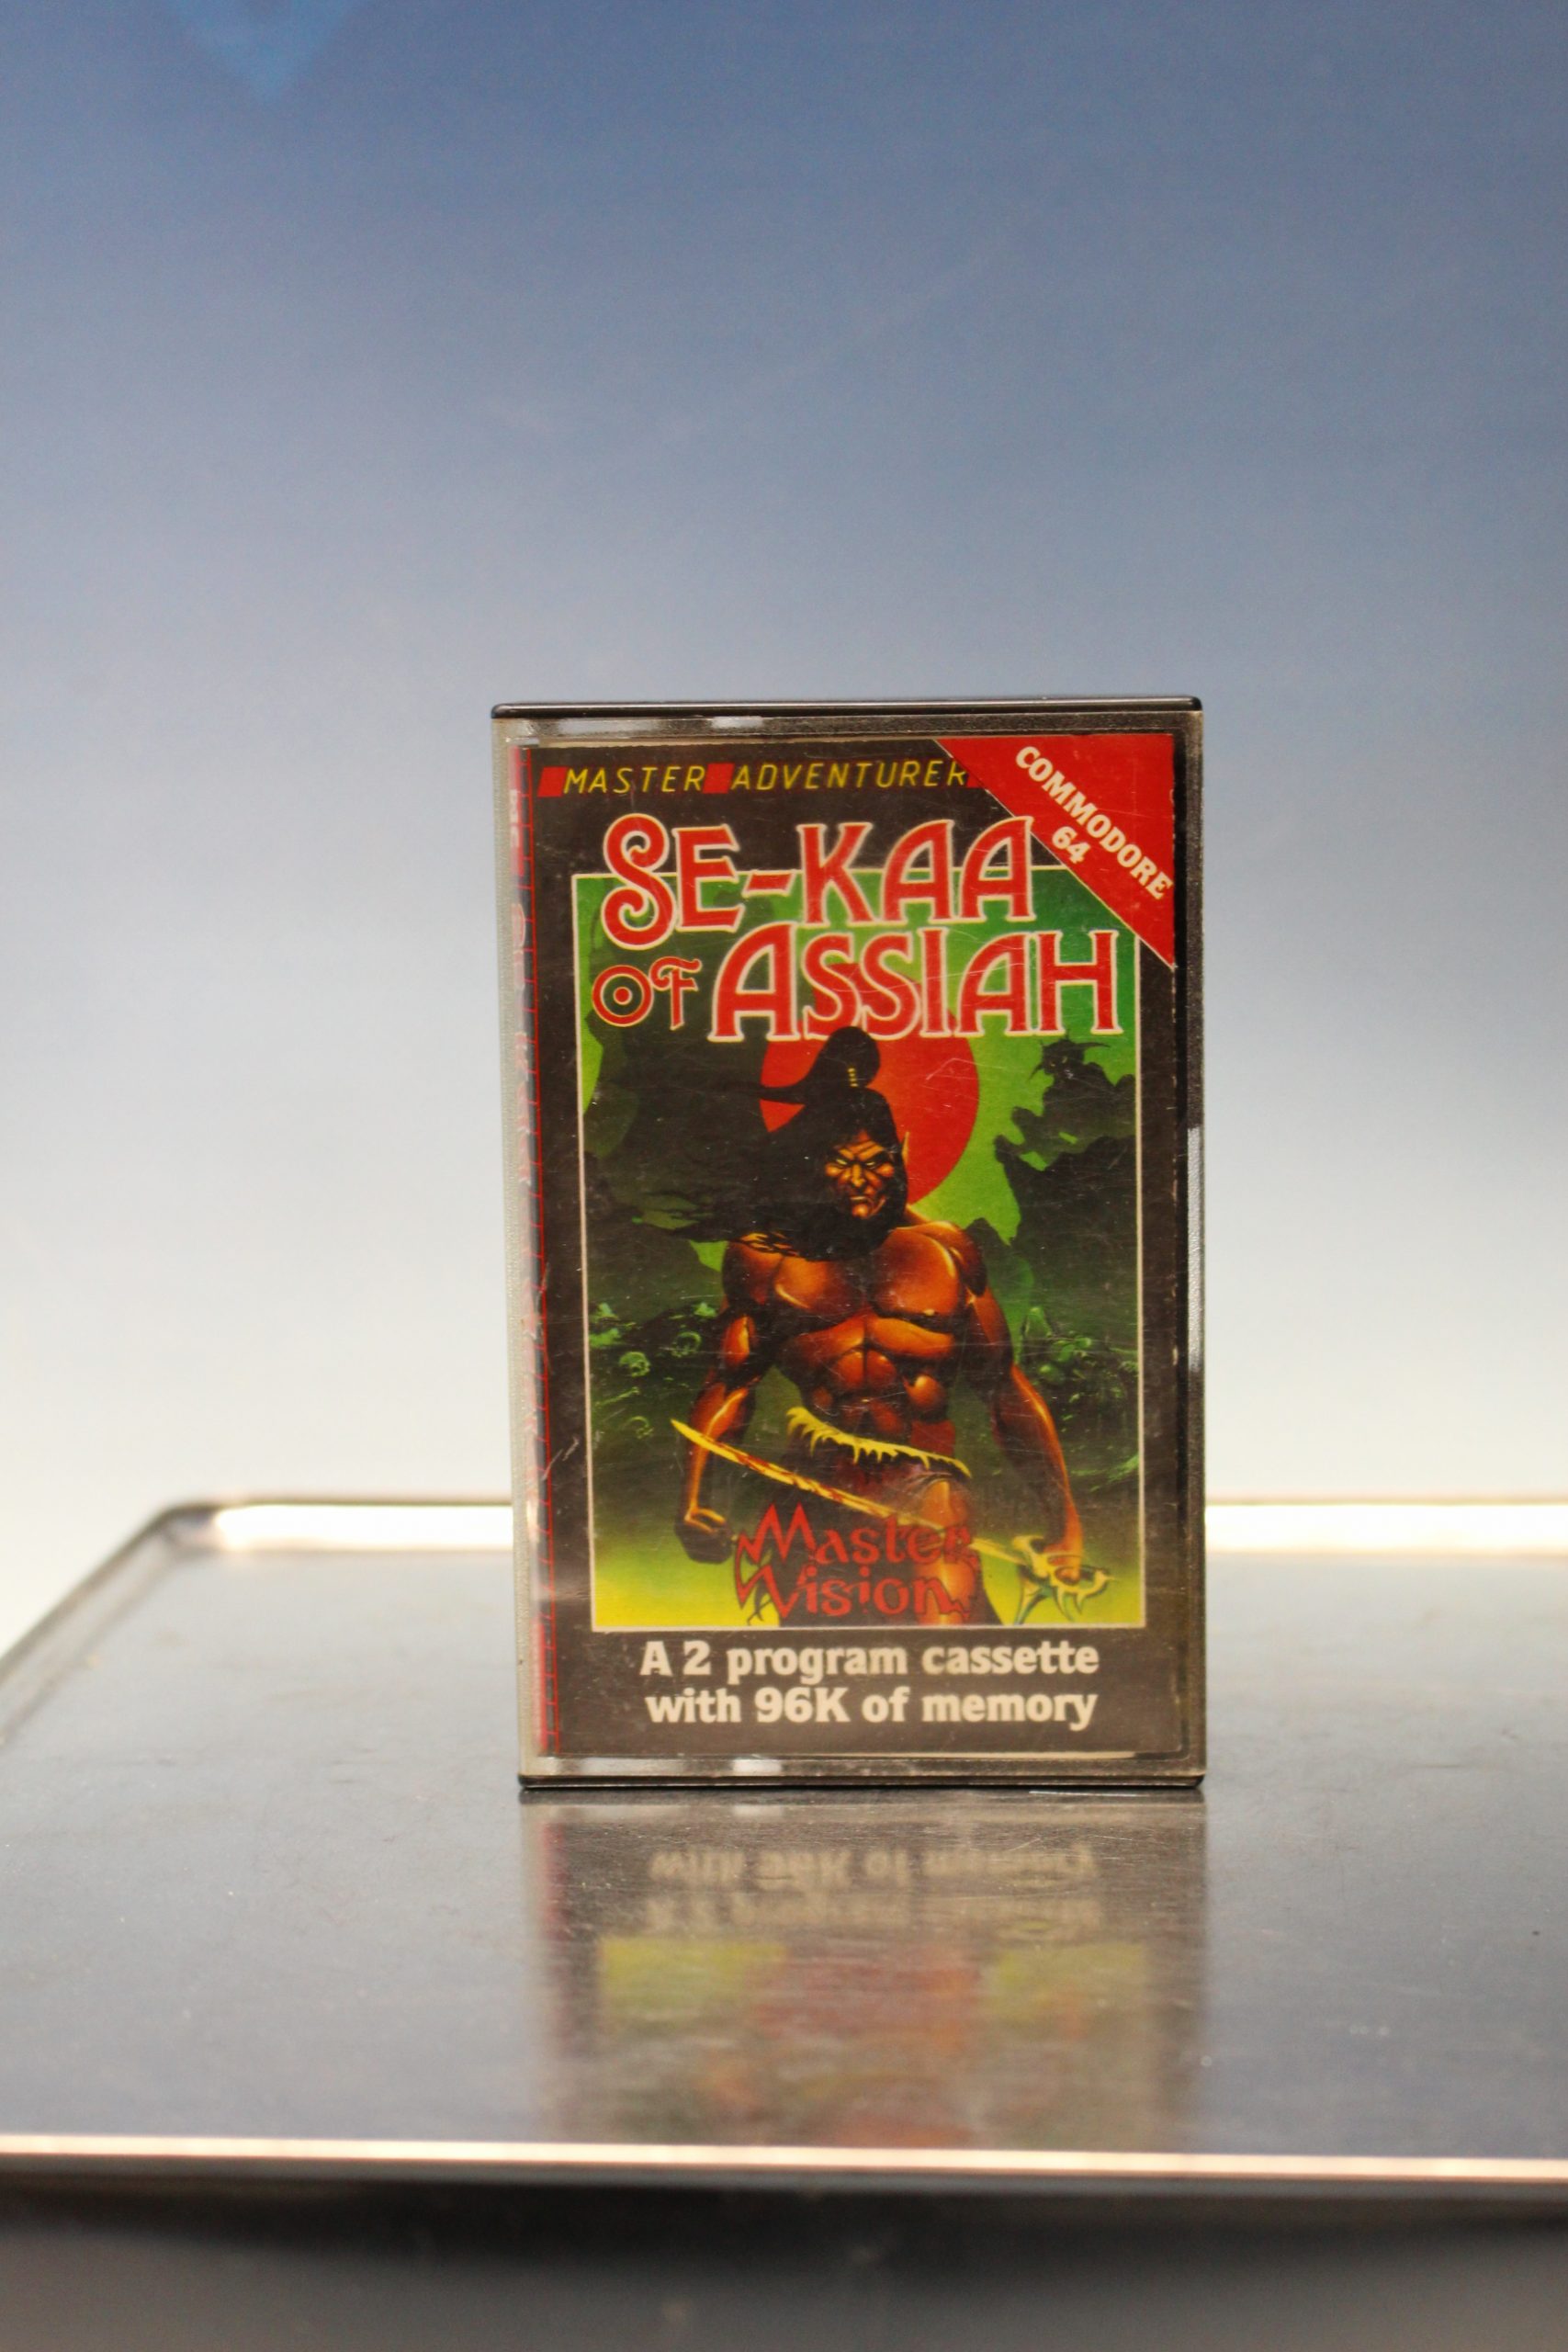 MASTER ADVENTURER
COMMODORE
64
SE-KAA
OF ASSIAH
Master
Vision
A 2 program cassette
with 96K of memory